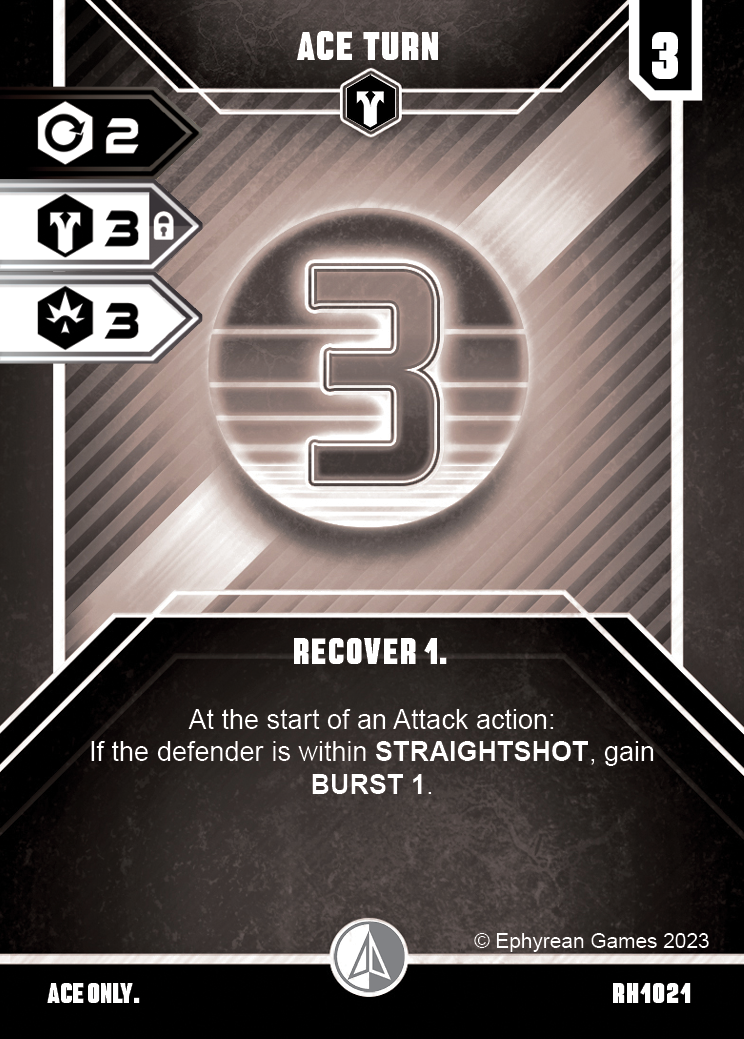 ACE TURN
3
2
3
3
3
RECOVER 1.
At the start of an Attack action:
If the defender is within STRAIGHTSHOT, gain
BURST 1.
© Ephyrean Games 2023
ACE ONLY.
RH1021